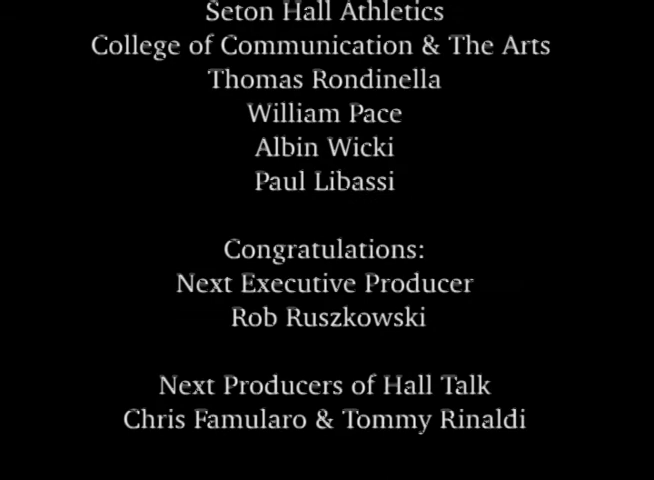 Seton Hall Athletics
College of Communication & The Arts
Thomas Rondinella
William Pace
Albin Wicki
Paul Libassi
Congratulations:
Next Executive Producer
Rob Ruszkowski
Next Producers of Hall Talk
Chris Famularo & Tommy Rinaldi